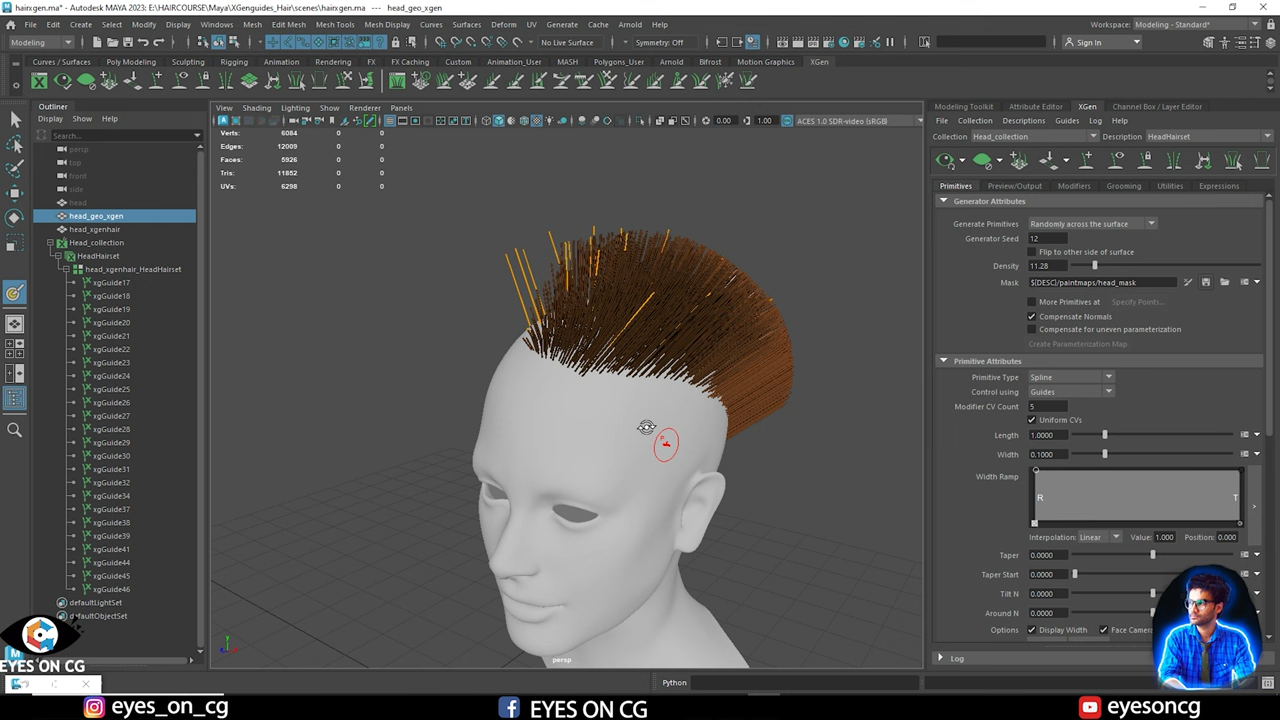 hairxgen.ma* - Autodesk MAYA 2023: E:\HAIRCOURSE\Maya\XGenguides_Hair\scenes\hairxgen.ma --- head_geo_xgen
File Edit Create Select Modify Display Windows Mesh Edit Mesh Mesh Tools Mesh Display Curves Surfaces Deform UV Generate Cache Arnold Help
Workspace: Modeling - Standard*
Modeling
No Live Surface
Symmetry: Off
Sign In
Curves / Surfaces Poly Modeling Sculpting Rigging Animation Rendering FX FX Caching Custom Animation_User MASH Polygons_User Arnold Bifrost Motion Graphics XGen
Outliner
Display Show Help
Search...
persp
top
front
side
head
head_geo_xgen
head_xgenhair
Head_collection
HeadHairset
head_xgenhair_HeadHairset
xgGuide17
xgGuide18
xgGuide19
xgGuide20
xgGuide21
xgGuide22
xgGuide23
xgGuide24
xgGuide25
xgGuide26
xgGuide27
xgGuide28
xgGuide29
xgGuide30
xgGuide31
xgGuide32
xgGuide34
xgGuide37
xgGuide38
xgGuide39
xgGuide41
xgGuide44
xgGuide45
xgGuide46
defaultLightSet
defaultObjectSet
View Shading Lighting Show Renderer Panels
0.00 1.00 ACES 1.0 SDR-video (sRGB)
Verts: 6084 0 0
Edges: 12009 0 0
Faces: 5926 0 0
Tris: 11852 0 0
UVs: 6298 0 0
persp
Modeling Toolkit Attribute Editor XGen Channel Box / Layer Editor
File Collection Descriptions Guides Log Help
Collection Head_collection Description HeadHairset
Primitives Preview/Output Modifiers Grooming Utilities Expressions
Generator Attributes
Generate Primitives Randomly across the surface
Generator Seed 12
Flip to other side of surface
Density 11.28
Mask ${DESC}/paintmaps/head_mask
More Primitives at Specify Points...
Compensate Normals
Compensate for uneven parameterization
Create Parameterization Map
Primitive Attributes
Primitive Type Spline
Control using Guides
Modifier CV Count 5
Uniform CVs
Length 1.0000
Width 0.1000
Width Ramp
R T
Interpolation: Linear Value: 1.000 Position: 0.000
Taper 0.0000
Taper Start 0.0000
Tilt N 0.0000
Around N 0.0000
Options Display Width Face Camera
Log
Python
EYES ON CG
eyes_on_cg
EYES ON CG
eyesoncg